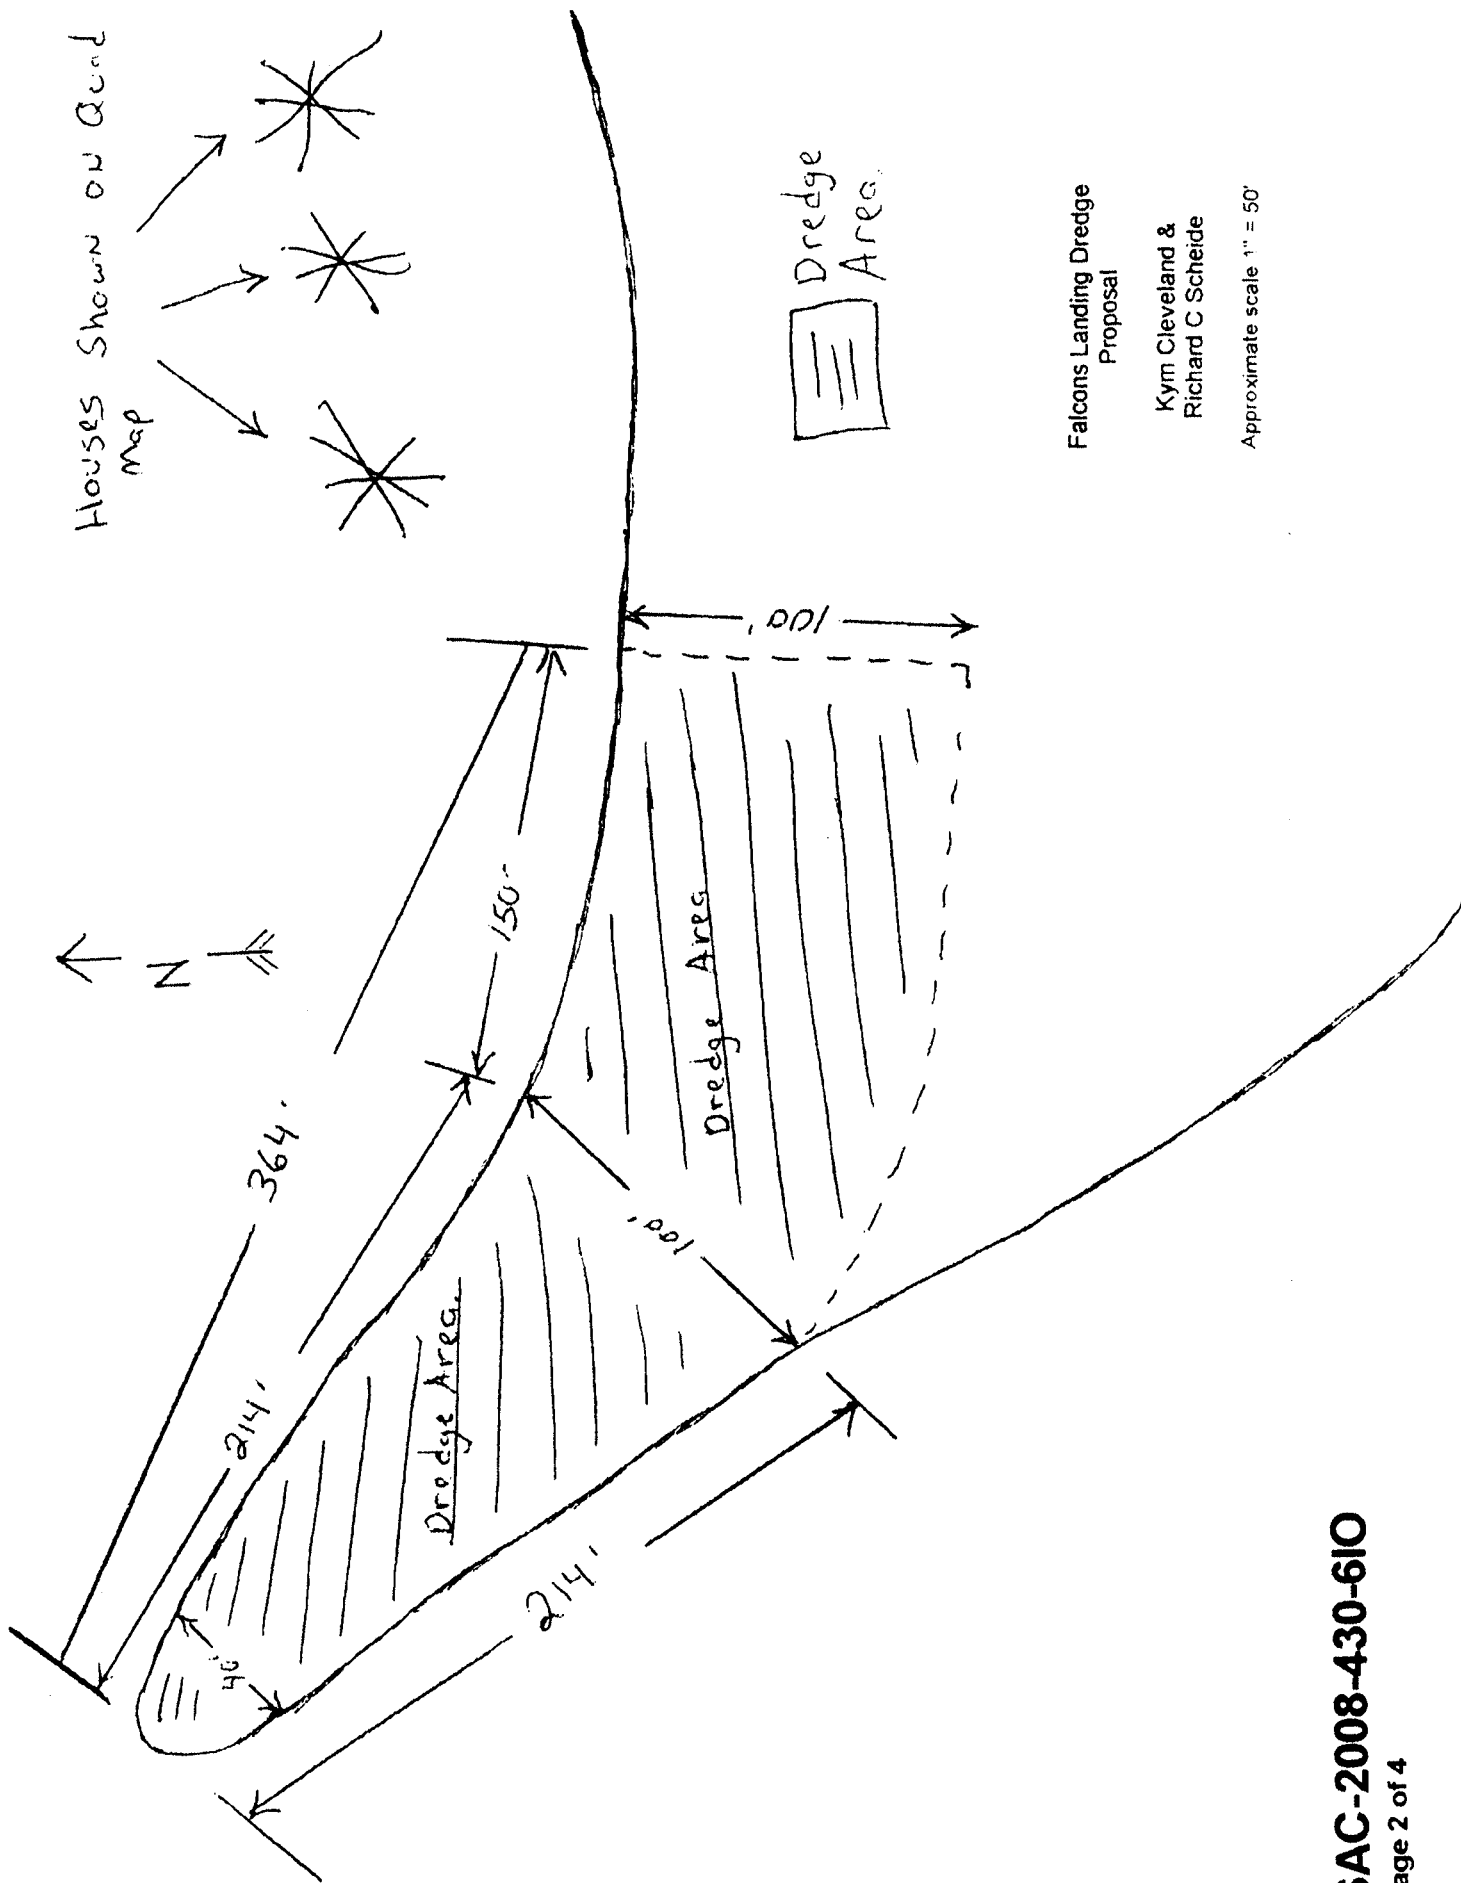 Houses Shown on Quad
Map
N
364'
150'
214'
40'
Dredge Area.
100'
Dredge Area
100'
214'
Dredge
Area.
Falcons Landing Dredge
Proposal
Kym Cleveland &
Richard C Scheide
Approximate scale 1" = 50'
SAC-2008-430-6IO
age 2 of 4